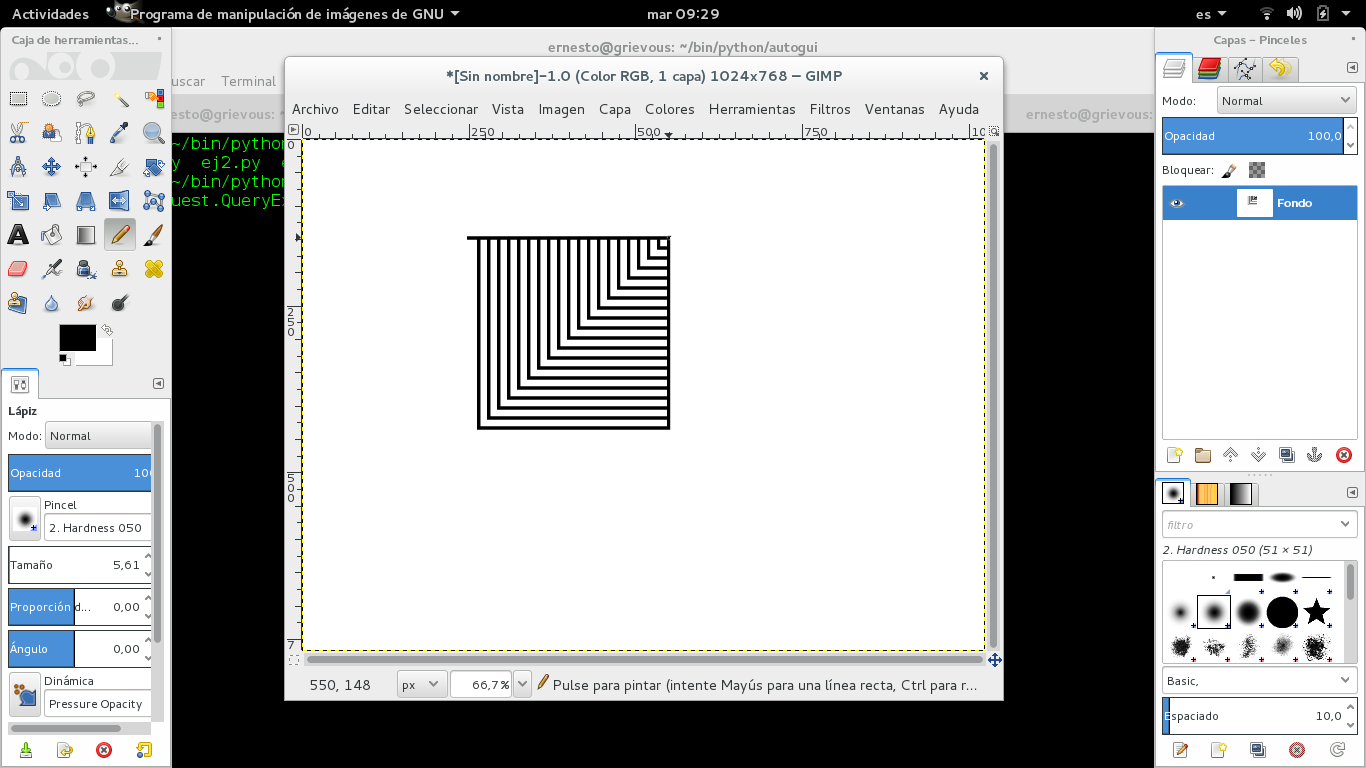 Actividades Programa de manipulación de imágenes de GNU mar 09:29 es
Caja de herramientas...
ernesto@grievous: ~/bin/python/autogui
Capas – Pinceles
uscar Terminal
esto@grievous: ~
ernesto@grievous:
*[Sin nombre]-1.0 (Color RGB, 1 capa) 1024x768 – GIMP
Archivo Editar Seleccionar Vista Imagen Capa Colores Herramientas Filtros Ventanas Ayuda
0 250 500 750 10
0
250
500
7
~/bin/python
y ej2.py e
~/bin/python
uest.QueryEx
550, 148 px 66,7% Pulse para pintar (intente Mayús para una línea recta, Ctrl para r...
Lápiz
Modo: Normal
Opacidad 100
Pincel
2. Hardness 050
Tamaño 5,61
Proporción d... 0,00
Ángulo 0,00
Dinámica
Pressure Opacity
Modo: Normal
Opacidad 100,0
Bloquear:
Fondo
filtro
2. Hardness 050 (51 × 51)
Basic,
Espaciado 10,0